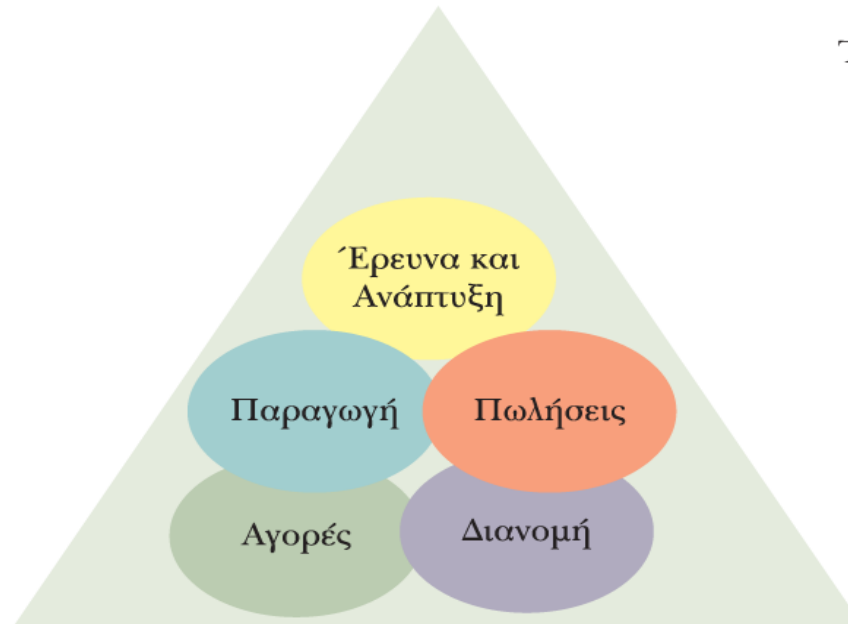 Έρευνα και
Ανάπτυξη
Παραγωγή
Πωλήσεις
Αγορές
Διανομή